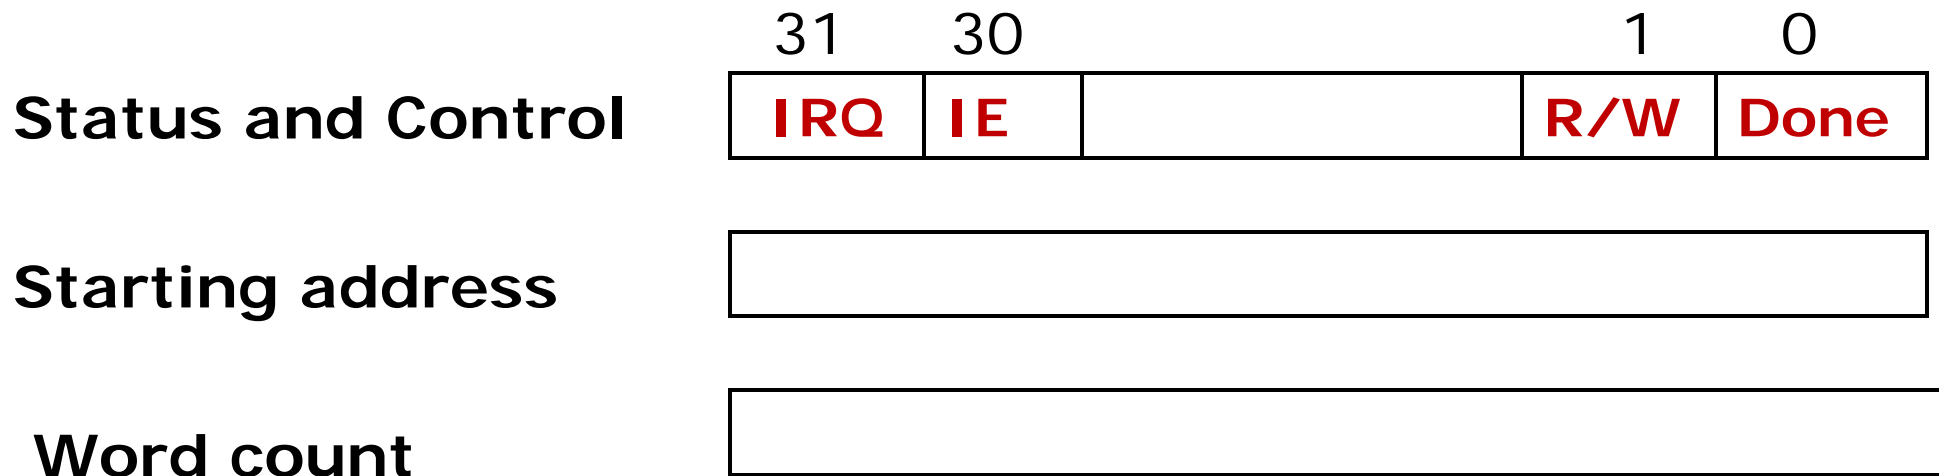 31 30 1 0
Status and Control IRQ IE R/W Done
Starting address
Word count